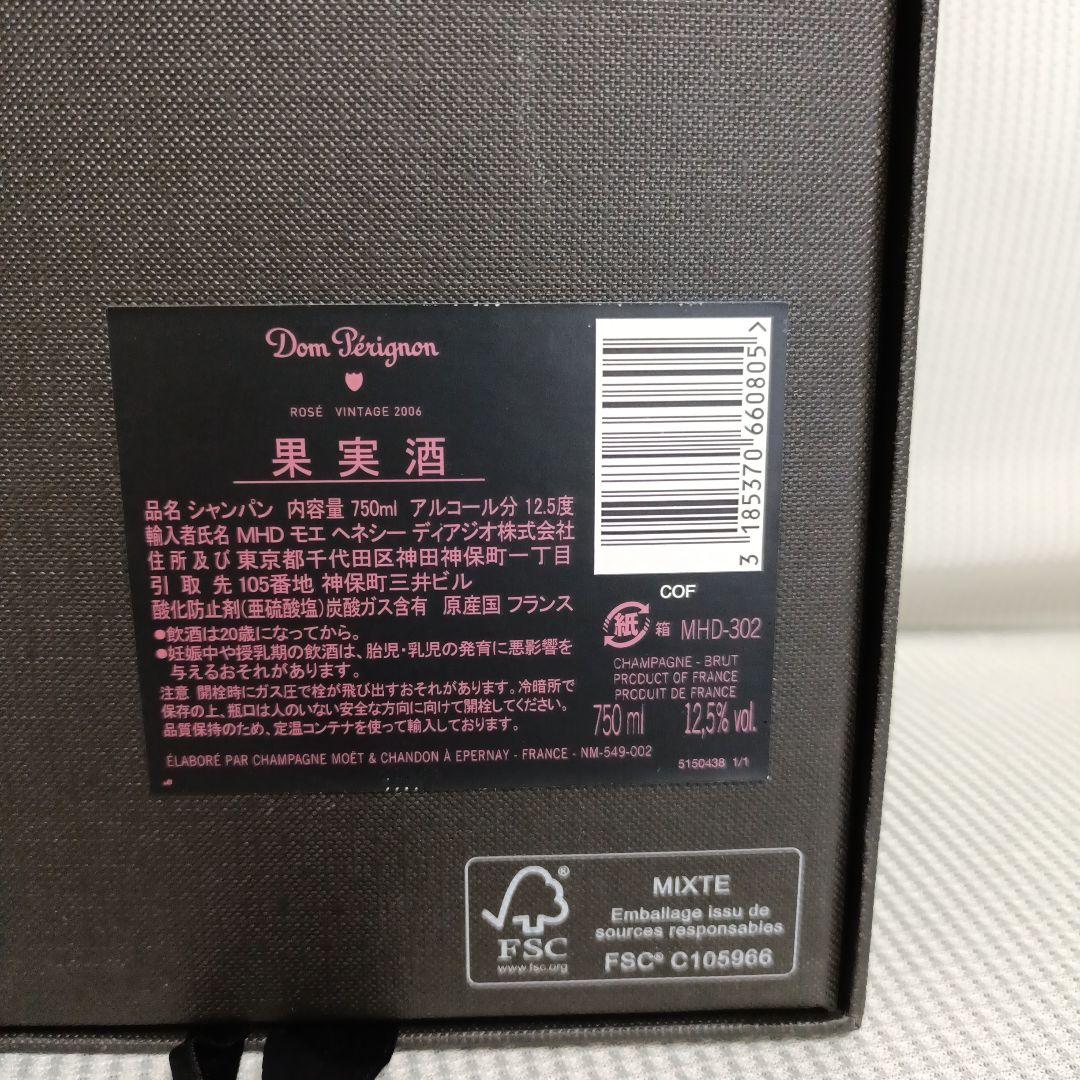 Dom Pérignon
ROSÉ VINTAGE 2006
果実酒
品名 シャンパン 内容量 750ml アルコール分 12.5度
輸入者氏名 MHD モエ ヘネシー ディアジオ株式会社
住所及び 東京都千代田区神田神保町一丁目
引取先 105番地 神保町三井ビル
酸化防止剤(亜硫酸塩)炭酸ガス含有 原産国 フランス
●飲酒は20歳になってから。
●妊娠中や授乳期の飲酒は、胎児・乳児の発育に悪影響を
与えるおそれがあります。
注意 開栓時にガス圧で栓が飛び出すおそれがあります。冷暗所で
保存の上、瓶口は人のいない安全な方向に向けて開栓してください。
品質保持のため、定温コンテナを使って輸入しております。
ÉLABORÉ PAR CHAMPAGNE MOËT & CHANDON À EPERNAY - FRANCE - NM-549-002
3 185370 660805 >
COF
紙 箱 MHD-302
CHAMPAGNE - BRUT
PRODUCT OF FRANCE
PRODUIT DE FRANCE
750 ml 12,5% vol.
5150438 1/1
FSC®
www.fsc.org
MIXTE
Emballage issu de
sources responsables
FSC® C105966